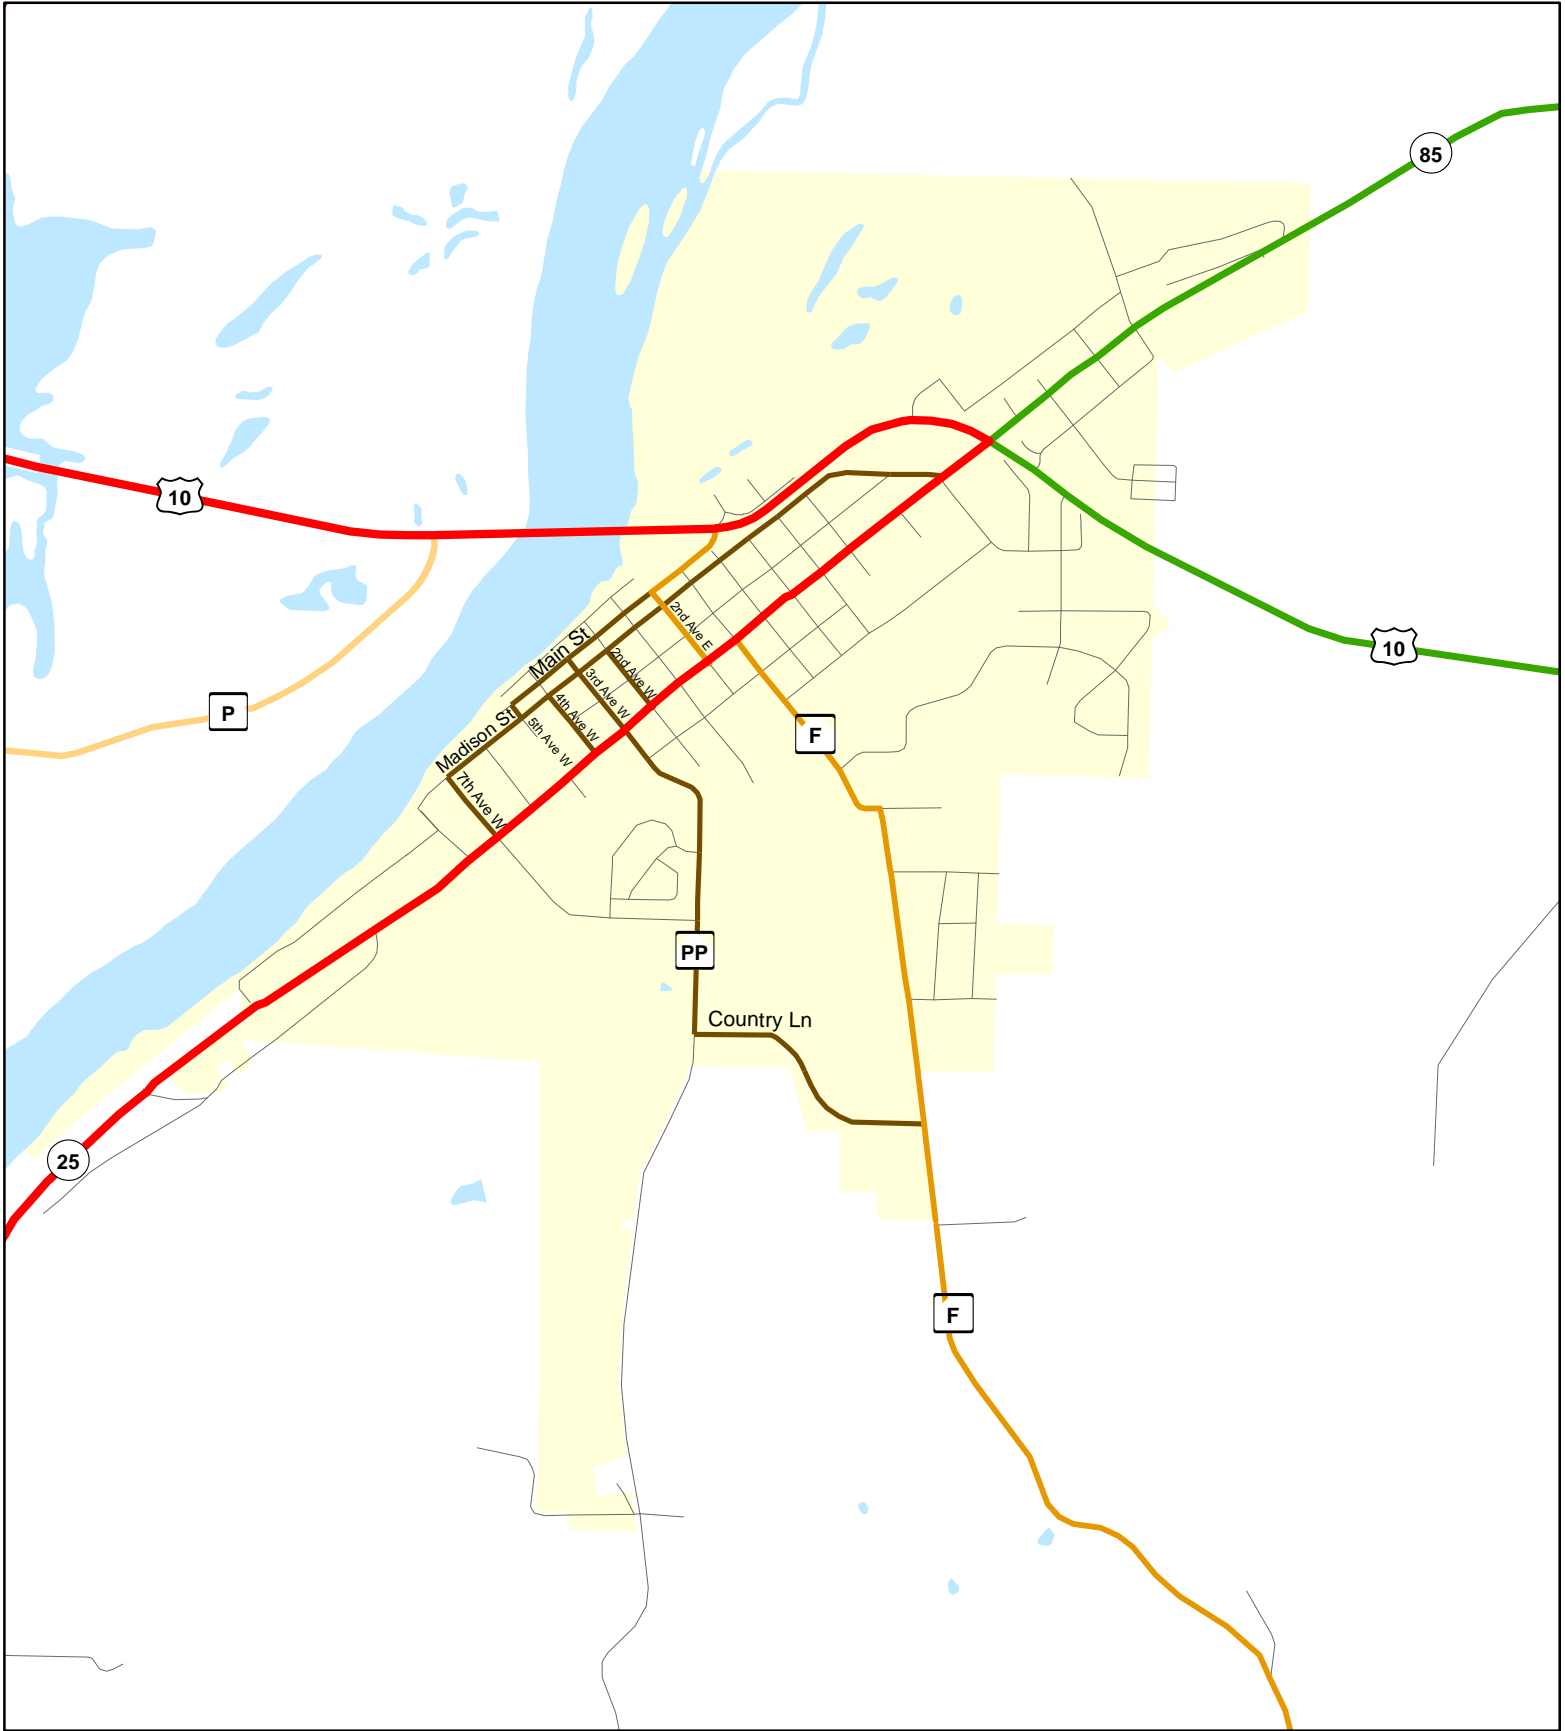 85
10
10
2nd Ave E
Main St
2nd Ave W
3rd Ave W
4th Ave W
5th Ave W
Madison St
7th Ave W
P
F
PP
Country Ln
25
F